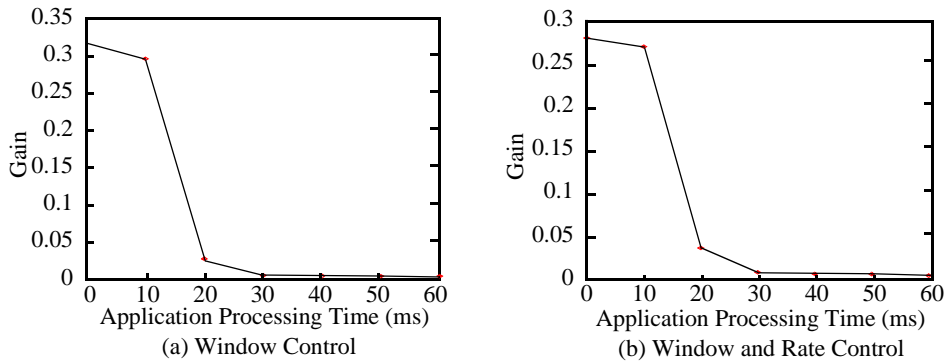 0.35
0.3
0.25
0.2
0.15
0.1
0.05
0
Gain
0 10 20 30 40 50 60
Application Processing Time (ms)
(a) Window Control
0.3
0.25
0.2
0.15
0.1
0.05
0
Gain
0 10 20 30 40 50 60
Application Processing Time (ms)
(b) Window and Rate Control